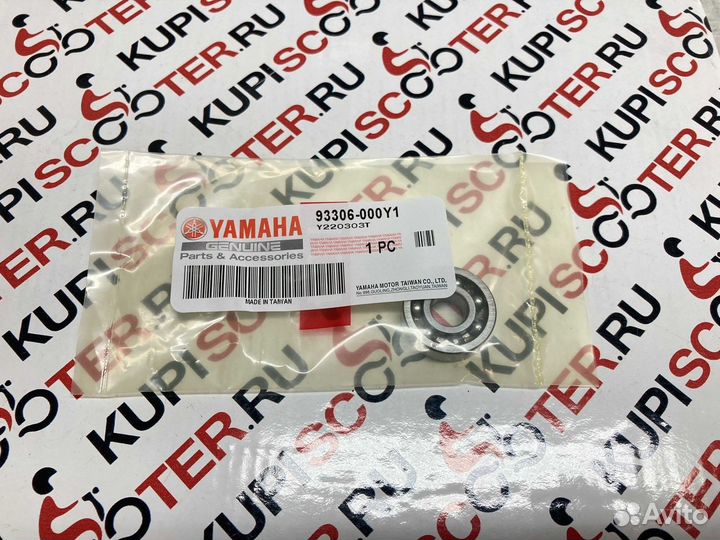 KUPISCOOTER.RU
YAMAHA
GENUINE
Parts & Accessories
93306-000Y1
Y220303T
1 PC
MADE IN TAIWAN
YAMAHA MOTOR TAIWAN CO., LTD.
Avito